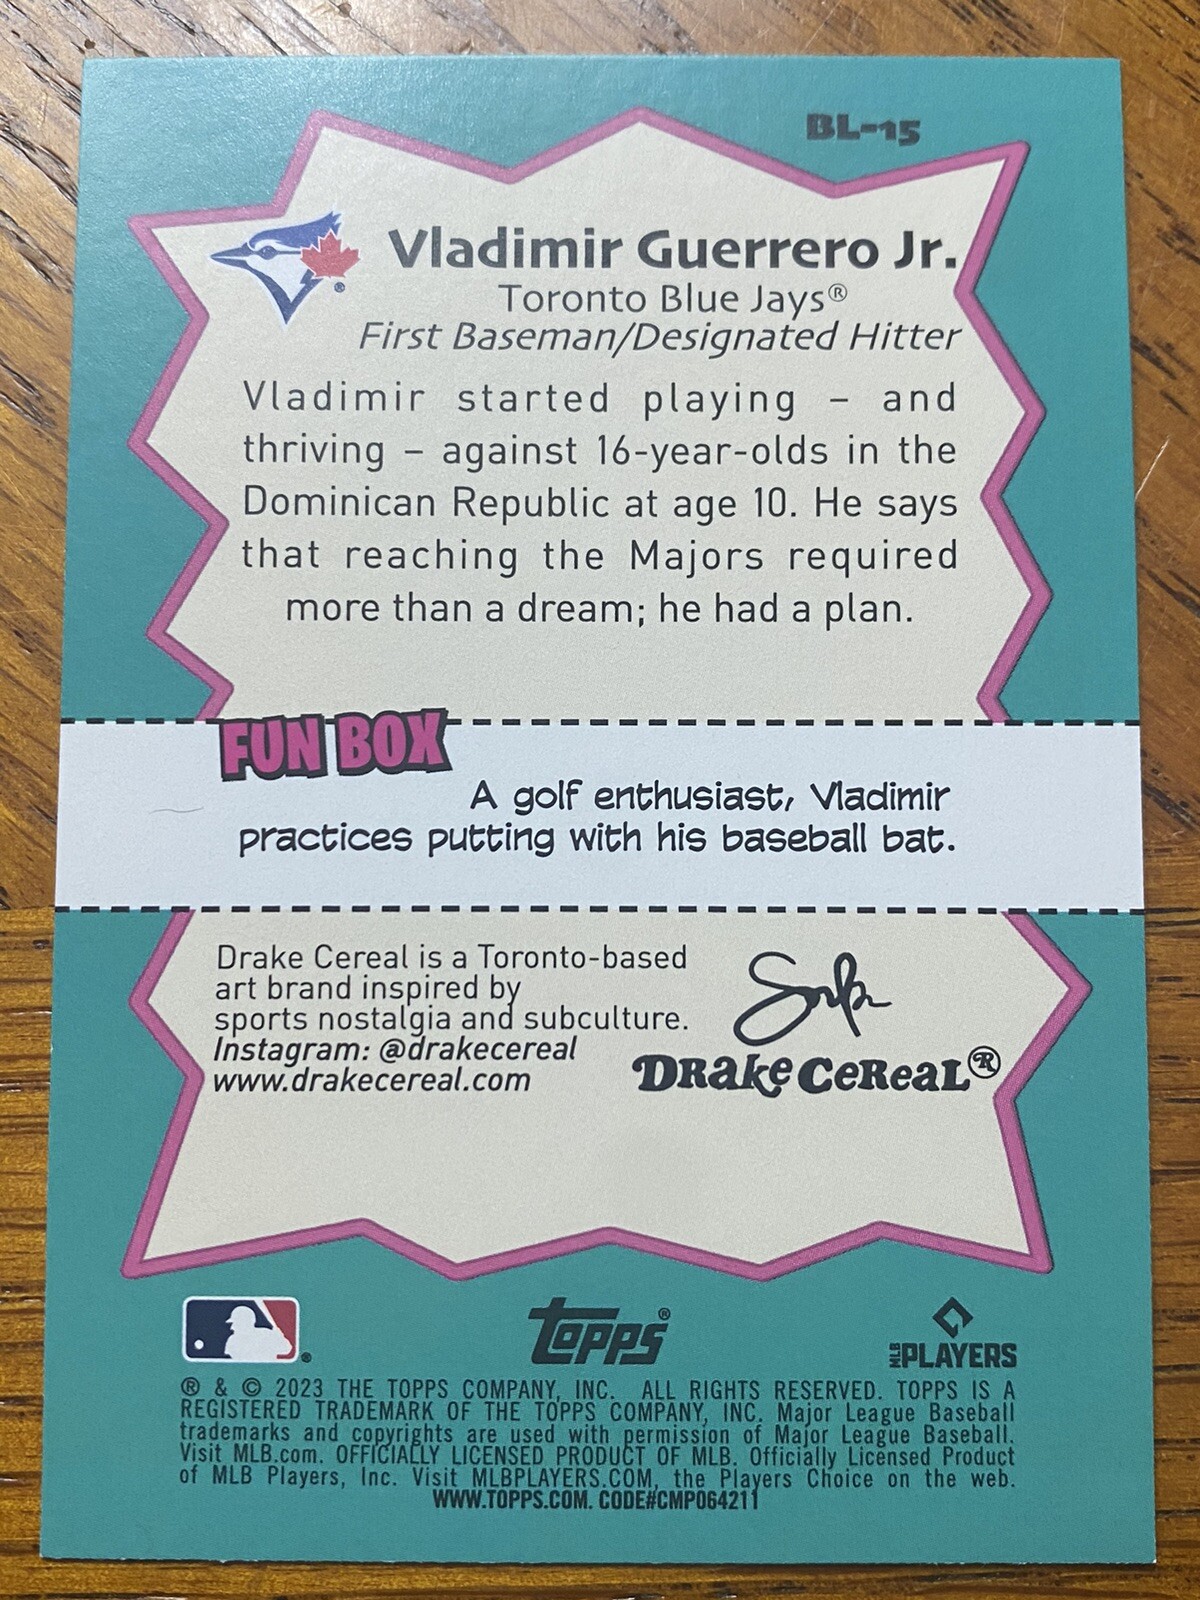 BL-15
Vladimir Guerrero Jr.
Toronto Blue Jays®
First Baseman/Designated Hitter
Vladimir started playing – and
thriving – against 16-year-olds in the
Dominican Republic at age 10. He says
that reaching the Majors required
more than a dream; he had a plan.
FUN BOX
A golf enthusiast, Vladimir
practices putting with his baseball bat.
Drake Cereal is a Toronto-based
art brand inspired by
sports nostalgia and subculture.
Instagram: @drakecereal
www.drakecereal.com
DRAKE CEREAL®
Topps®
MLB PLAYERS
® & © 2023 THE TOPPS COMPANY, INC. ALL RIGHTS RESERVED. TOPPS IS A
REGISTERED TRADEMARK OF THE TOPPS COMPANY, INC. Major League Baseball
trademarks and copyrights are used with permission of Major League Baseball.
Visit MLB.com. OFFICIALLY LICENSED PRODUCT OF MLB. Officially Licensed Product
of MLB Players, Inc. Visit MLBPLAYERS.COM, the Players Choice on the web.
WWW.TOPPS.COM. CODE#CMP064211